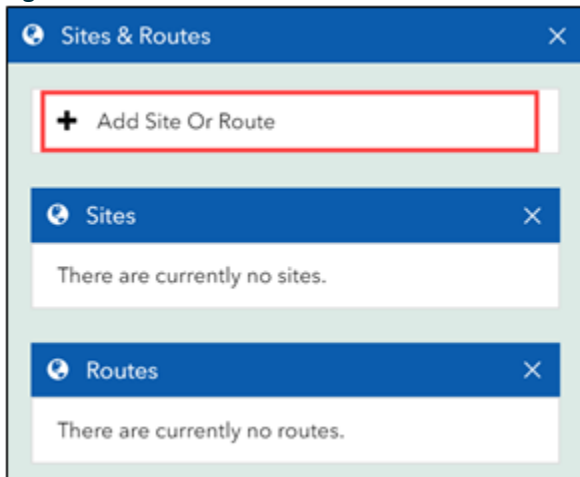 Sites & Routes
Add Site Or Route
Sites
There are currently no sites.
Routes
There are currently no routes.